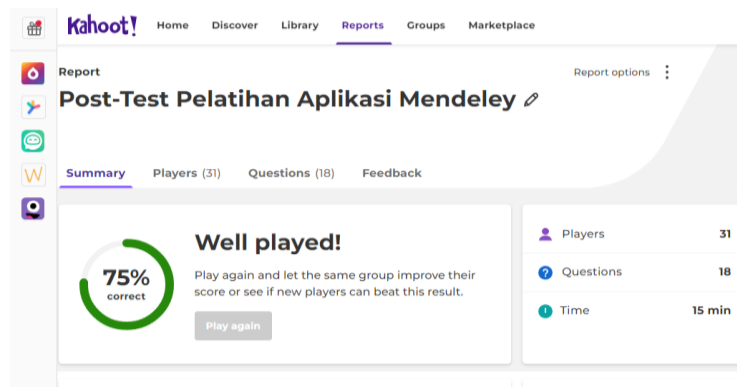 Kahoot! Home Discover Library Reports Groups Marketplace
Report
Report options
Post-Test Pelatihan Aplikasi Mendeley
Summary Players (31) Questions (18) Feedback
75%
correct
Well played!
Play again and let the same group improve their
score or see if new players can beat this result.
Play again
Players 31
Questions 18
Time 15 min